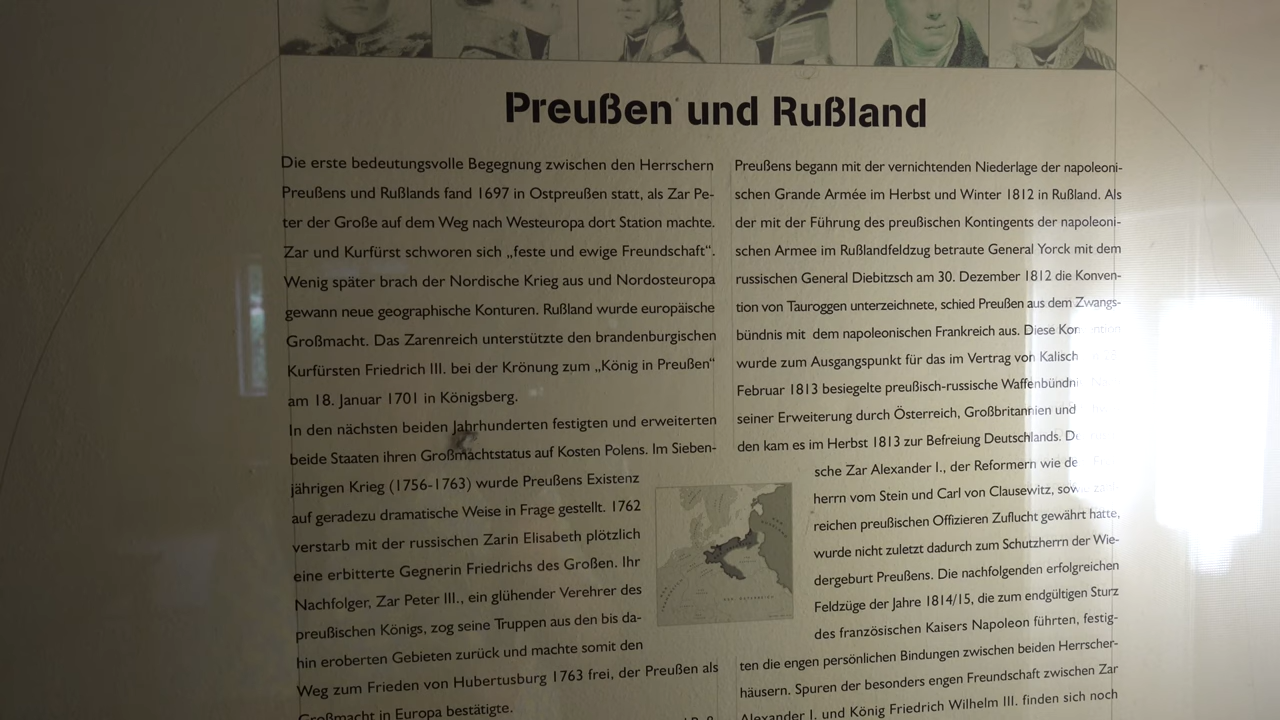 Preußen und Rußland
Die erste bedeutungsvolle Begegnung zwischen den Herrschern
Preußens und Rußlands fand 1697 in Ostpreußen statt, als Zar Pe-
ter der Große auf dem Weg nach Westeuropa dort Station machte.
Zar und Kurfürst schworen sich „feste und ewige Freundschaft“.
Wenig später brach der Nordische Krieg aus und Nordosteuropa
gewann neue geographische Konturen. Rußland wurde europäische
Großmacht. Das Zarenreich unterstützte den brandenburgischen
Kurfürsten Friedrich III. bei der Krönung zum „König in Preußen“
am 18. Januar 1701 in Königsberg.
In den nächsten beiden Jahrhunderten festigten und erweiterten
beide Staaten ihren Großmachtstatus auf Kosten Polens. Im Sieben-
jährigen Krieg (1756-1763) wurde Preußens Existenz
auf geradezu dramatische Weise in Frage gestellt. 1762
verstarb mit der russischen Zarin Elisabeth plötzlich
eine erbitterte Gegnerin Friedrichs des Großen. Ihr
Nachfolger, Zar Peter III., ein glühender Verehrer des
preußischen Königs, zog seine Truppen aus den bis da-
hin eroberten Gebieten zurück und machte somit den
Weg zum Frieden von Hubertusburg 1763 frei, der Preußen als
Großmacht in Europa bestätigte.
Preußens begann mit der vernichtenden Niederlage der napoleoni-
schen Grande Armée im Herbst und Winter 1812 in Rußland. Als
der mit der Führung des preußischen Kontingents der napoleoni-
schen Armee im Rußlandfeldzug betraute General Yorck mit dem
russischen General Diebitzsch am 30. Dezember 1812 die Konven-
tion von Tauroggen unterzeichnete, schied Preußen aus dem Zwangs-
bündnis mit dem napoleonischen Frankreich aus. Diese Konvention
wurde zum Ausgangspunkt für das im Vertrag von Kalisch
Februar 1813 besiegelte preußisch-russische Waffenbündnis
seiner Erweiterung durch Österreich, Großbritannien und
den kam es im Herbst 1813 zur Befreiung Deutschlands.
sche Zar Alexander I., der Reformern wie
herrn vom Stein und Carl von Clausewitz, sowie
reichen preußischen Offizieren Zuflucht gewährt hatte,
wurde nicht zuletzt dadurch zum Schutzherrn der Wie-
dergeburt Preußens. Die nachfolgenden erfolgreichen
Feldzüge der Jahre 1814/15, die zum endgültigen Sturz
des französischen Kaisers Napoleon führten, festig-
ten die engen persönlichen Bindungen zwischen beiden Herrscher-
häusern. Spuren der besonders engen Freundschaft zwischen Zar
Alexander I. und König Friedrich Wilhelm III. finden sich noch